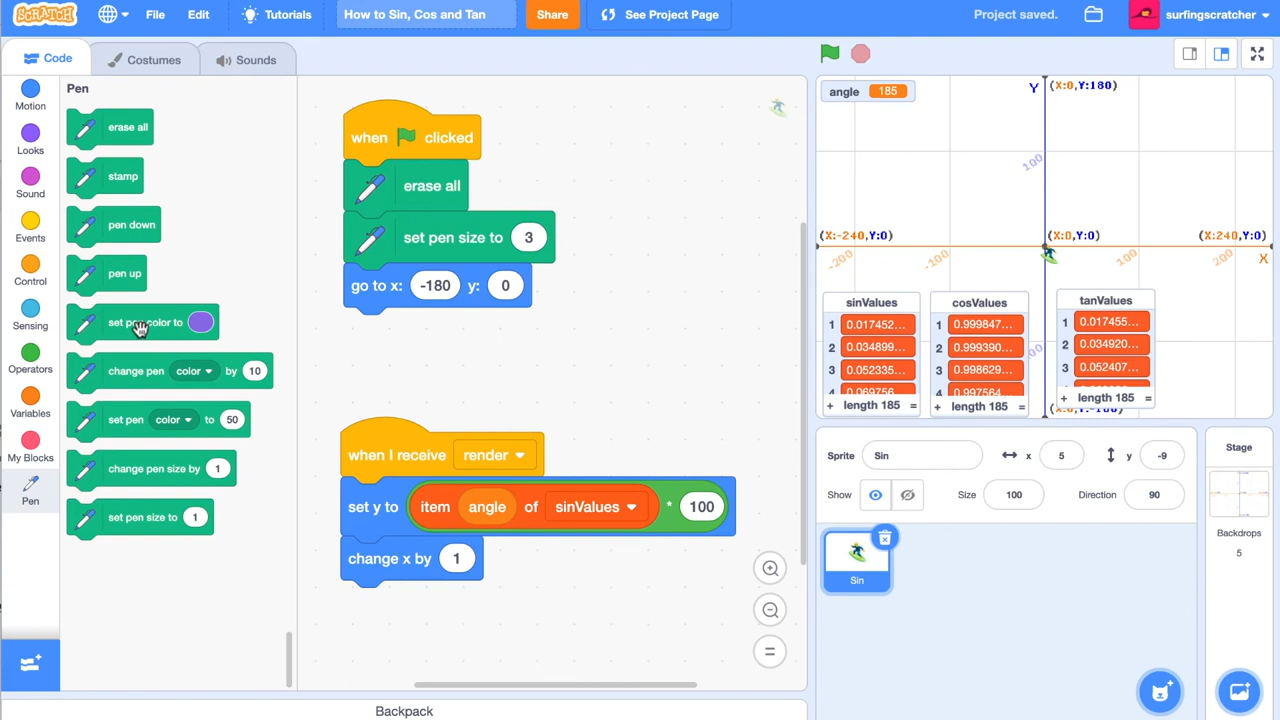 SCRATCH
File
Edit
Tutorials
How to Sin, Cos and Tan
Share
See Project Page
Project saved.
surfingscratcher
Code
Costumes
Sounds
Motion
Looks
Sound
Events
Control
Sensing
Operators
Variables
My Blocks
Pen
Pen
erase all
stamp
pen down
pen up
set pen color to
change pen color by 10
set pen color to 50
change pen size by 1
set pen size to 1
when clicked
erase all
set pen size to 3
go to x: -180 y: 0
when I receive render
set y to item angle of sinValues * 100
change x by 1
Backpack
angle 185
Y
(X:0,Y:180)
100
(X:-240,Y:0)
(X:0,Y:0)
(X:240,Y:0)
-200
-100
100
200
X
sinValues
1 0.017452...
2 0.034899...
3 0.052335...
4 0.069756
+ length 185 =
cosValues
1 0.999847...
2 0.999390...
3 0.998629...
4 0.997564
+ length 185 =
tanValues
1 0.017455...
2 0.034920...
3 0.052407...
+ length 185 =
Sprite Sin
x 5
y -9
Show
Size 100
Direction 90
Sin
Stage
Backdrops
5